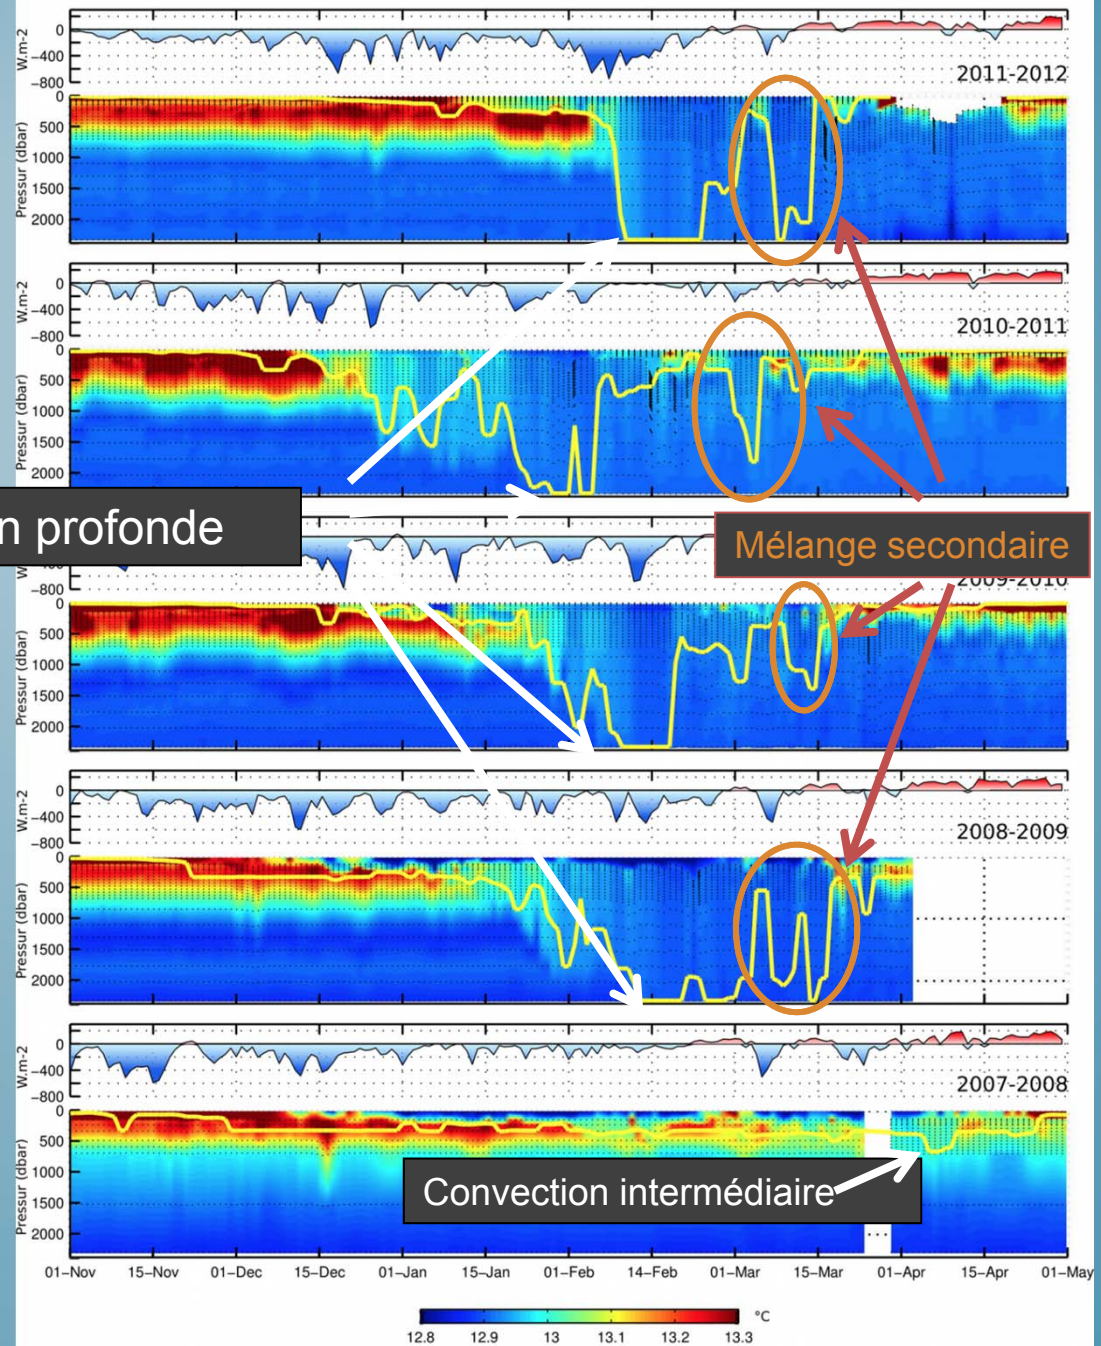 0
W.m-2
−400
−800
2011-2012
0
500
Pressur (dbar)
1000
1500
2000
0
W.m-2
−400
−800
2010-2011
0
500
Pressur (dbar)
1000
1500
2000
n profonde
Mélange secondaire
−800
2009-2010
0
500
Pressur (dbar)
1000
1500
2000
0
W.m-2
−400
−800
2008-2009
0
500
Pressur (dbar)
1000
1500
2000
0
W.m-2
−400
−800
2007-2008
0
500
Pressur (dbar)
1000
Convection intermédiaire
1500
2000
01−Nov 15−Nov 01−Dec 15−Dec 01−Jan 15−Jan 01−Feb 14−Feb 01−Mar 15−Mar 01−Apr 15−Apr 01−May
°C
12.8 12.9 13 13.1 13.2 13.3